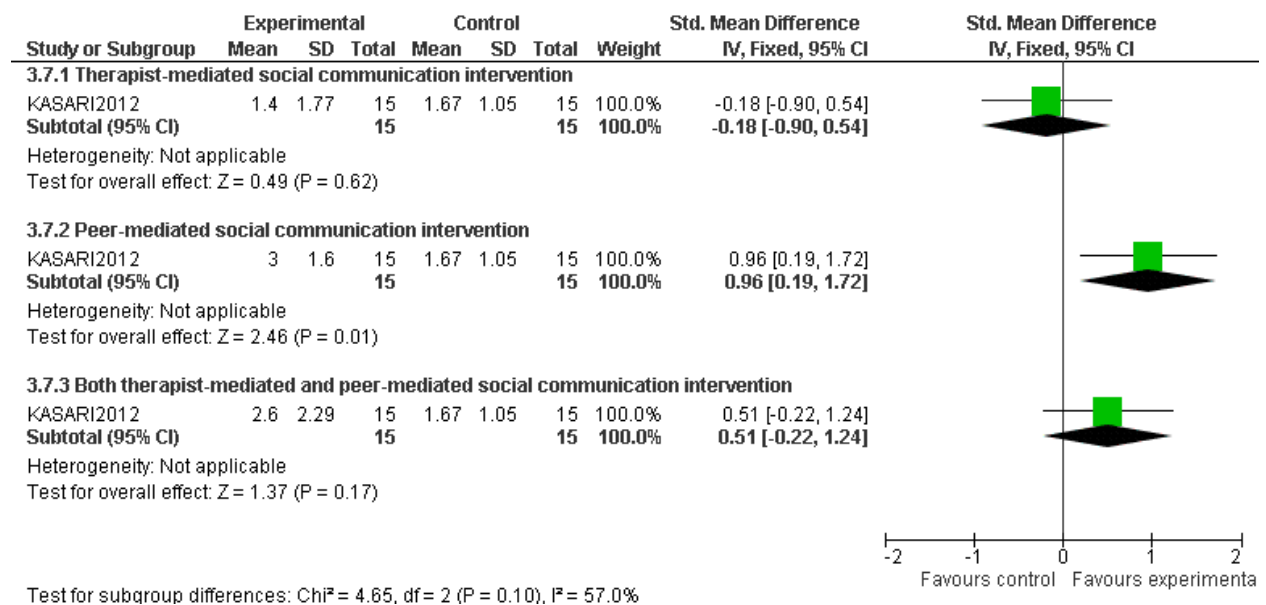 Experimental Control Std. Mean Difference Std. Mean Difference
Study or Subgroup Mean SD Total Mean SD Total Weight IV, Fixed, 95% CI IV, Fixed, 95% CI
3.7.1 Therapist-mediated social communication intervention
KASARI2012 1.4 1.77 15 1.67 1.05 15 100.0% -0.18 [-0.90, 0.54]
Subtotal (95% CI) 15 15 100.0% -0.18 [-0.90, 0.54]
Heterogeneity: Not applicable
Test for overall effect: Z = 0.49 (P = 0.62)
3.7.2 Peer-mediated social communication intervention
KASARI2012 3 1.6 15 1.67 1.05 15 100.0% 0.96 [0.19, 1.72]
Subtotal (95% CI) 15 15 100.0% 0.96 [0.19, 1.72]
Heterogeneity: Not applicable
Test for overall effect: Z = 2.46 (P = 0.01)
3.7.3 Both therapist-mediated and peer-mediated social communication intervention
KASARI2012 2.6 2.29 15 1.67 1.05 15 100.0% 0.51 [-0.22, 1.24]
Subtotal (95% CI) 15 15 100.0% 0.51 [-0.22, 1.24]
Heterogeneity: Not applicable
Test for overall effect: Z = 1.37 (P = 0.17)
-2 -1 0 1 2
Favours control Favours experimenta
Test for subgroup differences: Chi² = 4.65, df = 2 (P = 0.10), I² = 57.0%